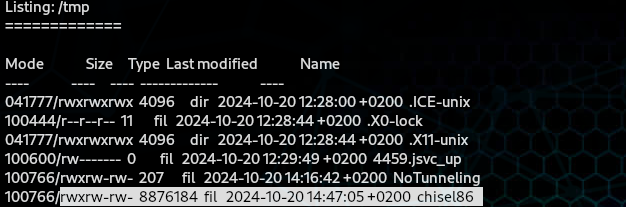 Listing: /tmp
=============
Mode Size Type Last modified Name
---- ---- ---- ------------- ----
041777/rwxrwxrwx 4096 dir 2024-10-20 12:28:00 +0200 .ICE-unix
100444/r--r--r-- 11 fil 2024-10-20 12:28:44 +0200 .X0-lock
041777/rwxrwxrwx 4096 dir 2024-10-20 12:28:44 +0200 .X11-unix
100600/rw------- 0 fil 2024-10-20 12:29:49 +0200 4459.jsvc_up
100766/rwxrw-rw- 207 fil 2024-10-20 14:16:42 +0200 NoTunneling
100766/rwxrw-rw- 8876184 fil 2024-10-20 14:47:05 +0200 chisel86